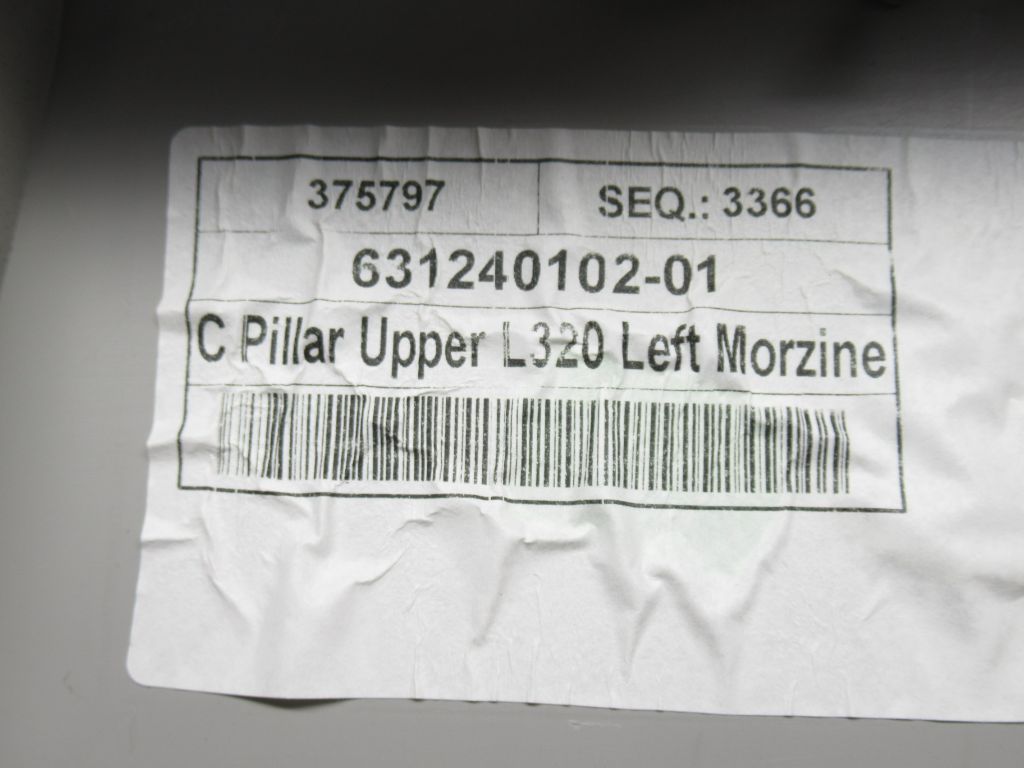 375797 SEQ.: 3366
631240102-01
C Pillar Upper L320 Left Morzine